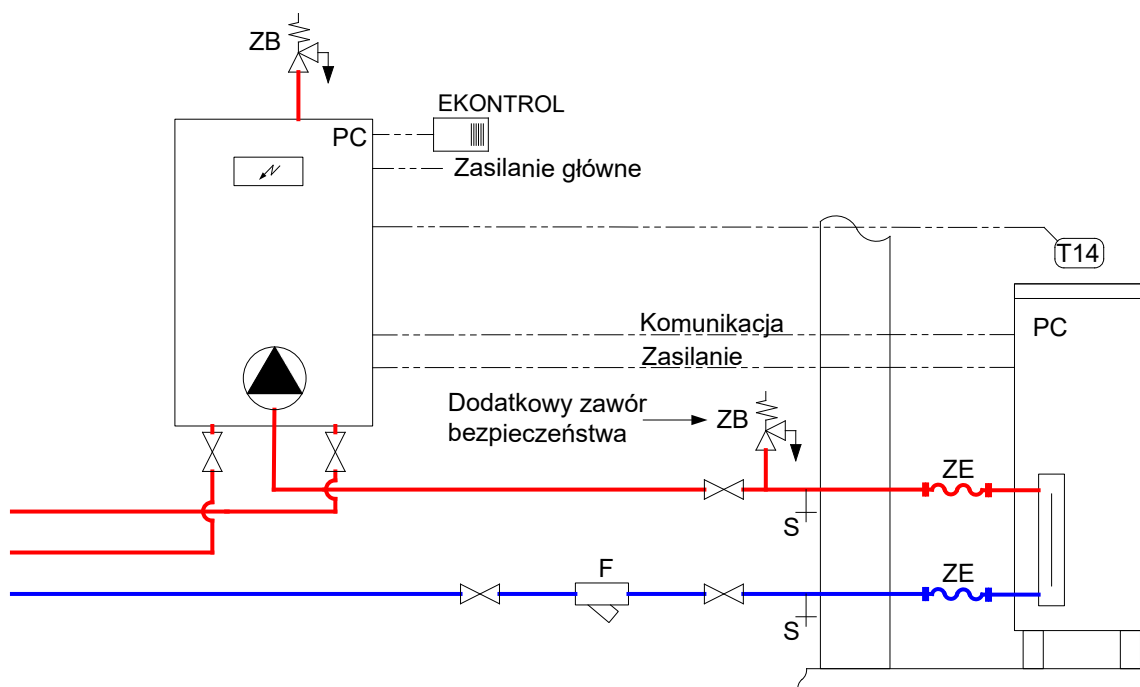 ZB
EKONTROL
PC
Zasilanie główne
T14
Komunikacja
PC
Zasilanie
Dodatkowy zawór
bezpieczeństwa
ZB
ZE
S
F
ZE
S